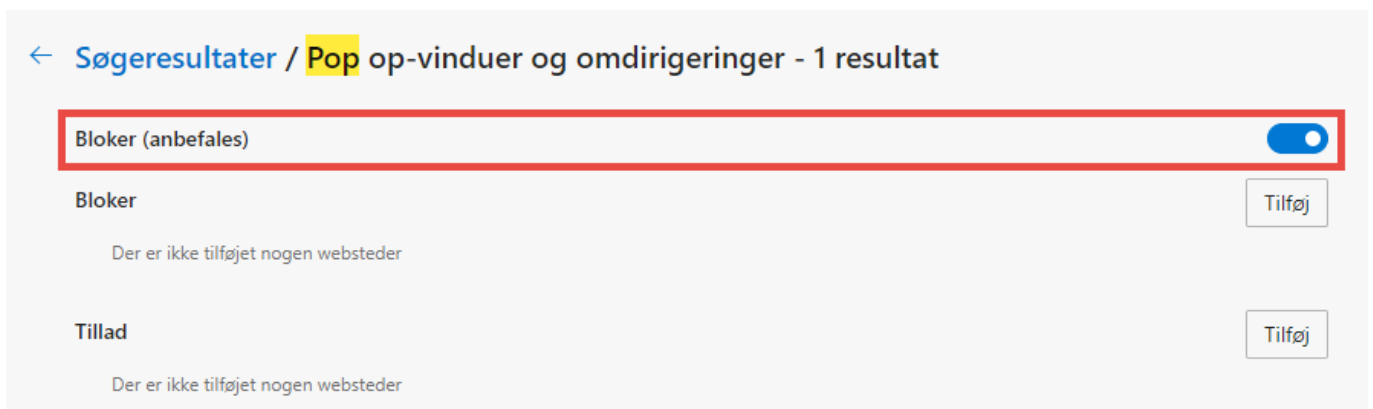 Søgeresultater / Pop op-vinduer og omdirigeringer - 1 resultat
Bloker (anbefales)
Bloker
Tilføj
Der er ikke tilføjet nogen websteder
Tillad
Tilføj
Der er ikke tilføjet nogen websteder